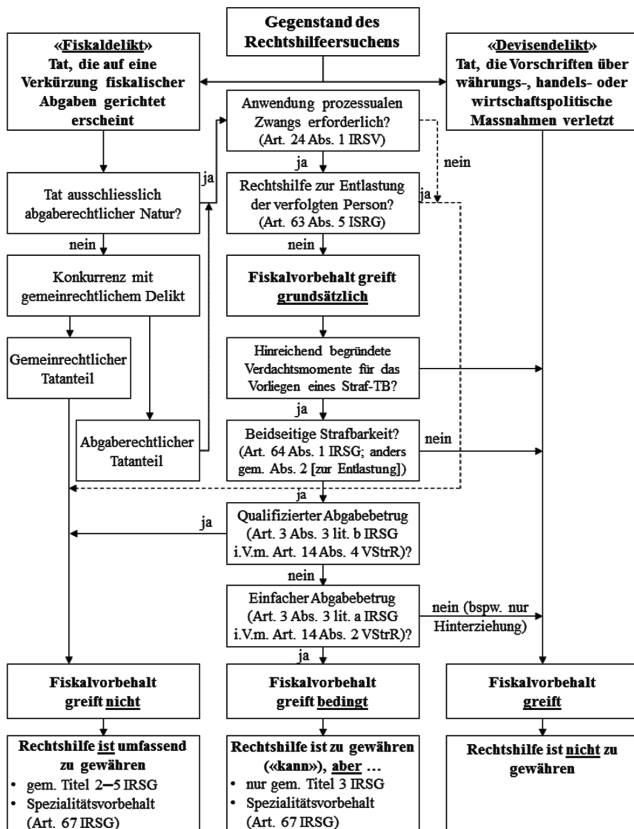 Gegenstand des
Rechtshilfeersuchens
«Fiskaldelikt»
Tat, die auf eine
Verkürzung fiskalischer
Abgaben gerichtet
erscheint
«Devisendelikt»
Tat, die Vorschriften über
währungs-, handels- oder
wirtschaftspolitische
Massnahmen verletzt
Anwendung prozessualen
Zwangs erforderlich?
(Art. 24 Abs. 1 IRSV)
ja
ja
nein
Tat ausschliesslich
abgaberechtlicher Natur?
Rechtshilfe zur Entlastung
der verfolgten Person?
(Art. 63 Abs. 5 ISRG)
ja
nein
nein
Konkurrenz mit
gemeinrechtlichem Delikt
Fiskalvorbehalt greift
grundsätzlich
Gemeinrechtlicher
Tatanteil
Hinreichend begründete
Verdachtsmomente für das
Vorliegen eines Straf-TB?
ja
Abgaberechtlicher
Tatanteil
Beidseitige Strafbarkeit?
(Art. 64 Abs. 1 IRSG; anders
gem. Abs. 2 [zur Entlastung])
nein
ja
ja
Qualifizierter Abgabebetrug
(Art. 3 Abs. 3 lit. b IRSG
i.V.m. Art. 14 Abs. 4 VStrR)?
nein
Einfacher Abgabebetrug
(Art. 3 Abs. 3 lit. a IRSG
i.V.m. Art. 14 Abs. 2 VStrR)?
nein (bspw. nur
Hinterziehung)
ja
Fiskalvorbehalt
greift nicht
Fiskalvorbehalt
greift bedingt
Fiskalvorbehalt
greift
Rechtshilfe ist umfassend
zu gewähren
• gem. Titel 2–5 IRSG
• Spezialitätsvorbehalt
(Art. 67 IRSG)
Rechtshilfe ist zu gewähren
(«kann»), aber …
• nur gem. Titel 3 IRSG
• Spezialitätsvorbehalt
(Art. 67 IRSG)
Rechtshilfe ist nicht zu
gewähren